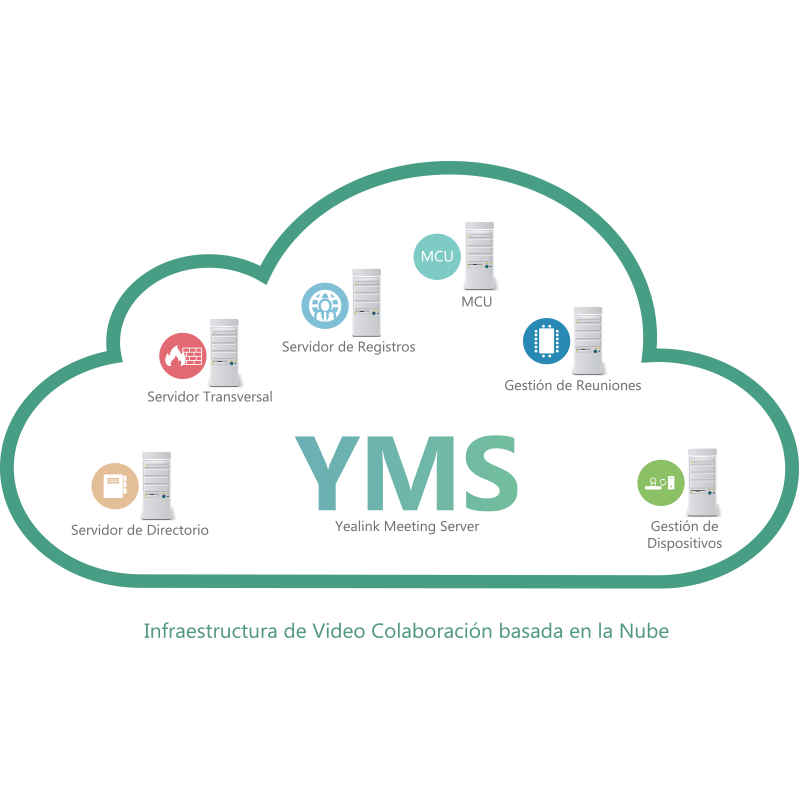 MCU
MCU
Servidor de Registros
Gestión de Reuniones
Servidor Transversal
YMS
Yealink Meeting Server
Servidor de Directorio
Gestión de
Dispositivos
Infraestructura de Video Colaboración basada en la Nube